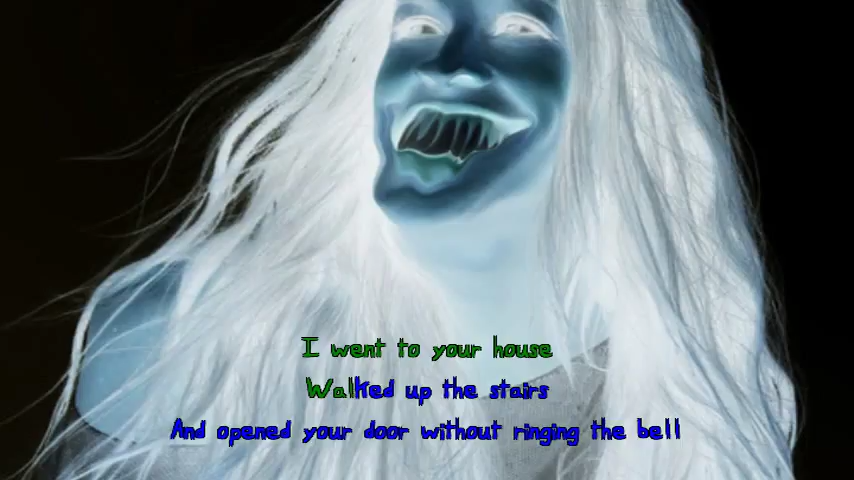 I went to your house
Walked up the stairs
And opened your door without ringing the bell